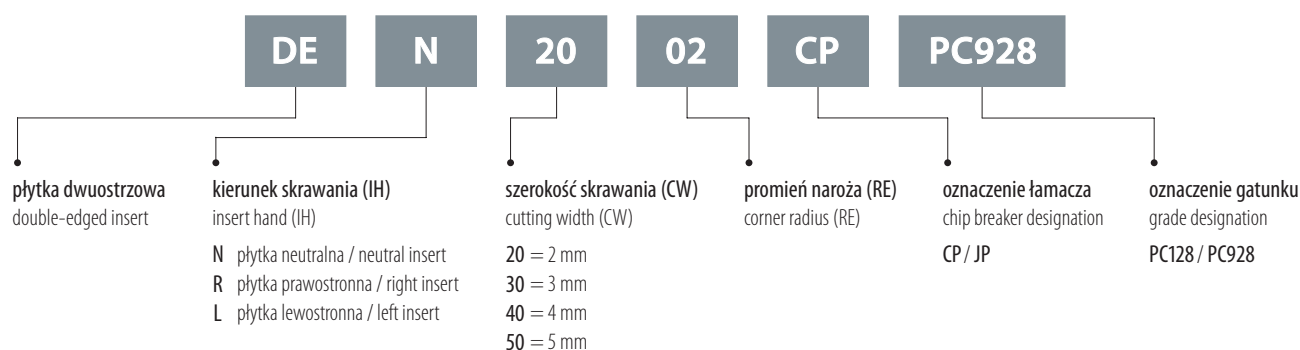 DE N 20 02 CP PC928
płytka dwuostrzowa
double-edged insert
kierunek skrawania (IH)
insert hand (IH)
N płytka neutralna / neutral insert
R płytka prawostronna / right insert
L płytka lewostronna / left insert
szerokość skrawania (CW)
cutting width (CW)
20 = 2 mm
30 = 3 mm
40 = 4 mm
50 = 5 mm
promień naroża (RE)
corner radius (RE)
oznaczenie łamacza
chip breaker designation
CP / JP
oznaczenie gatunku
grade designation
PC128 / PC928